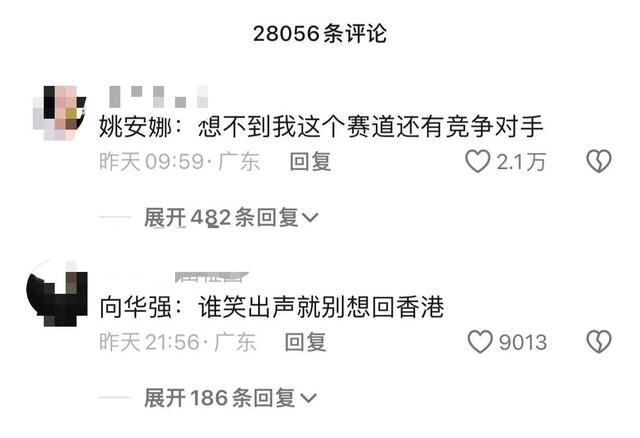 28056条评论
姚安娜：想不到我这个赛道还有竞争对手
昨天 09:59·广东 回复 2.1万
展开482条回复
向华强：谁笑出声就别想回香港
昨天 21:56·广东 回复 9013
展开186条回复